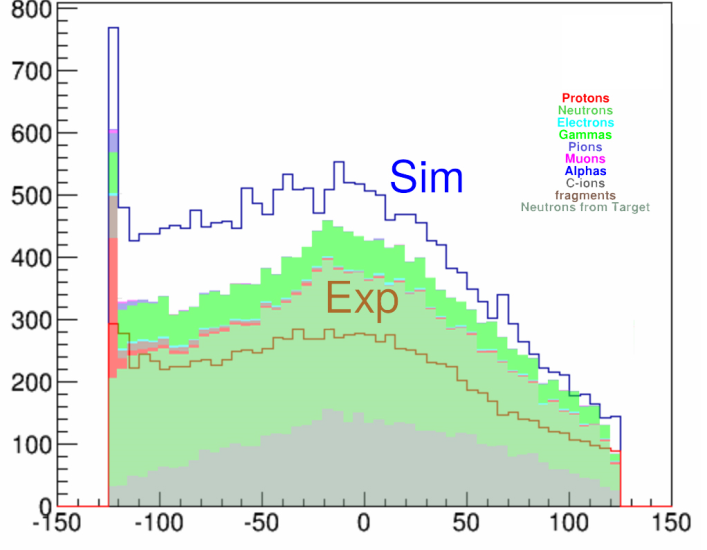 800
700
600
500
400
300
200
100
0
Sim
Exp
Protons
Neutrons
Electrons
Gammas
Pions
Muons
Alphas
C-ions
fragments
Neutrons from Target
-150 -100 -50 0 50 100 150